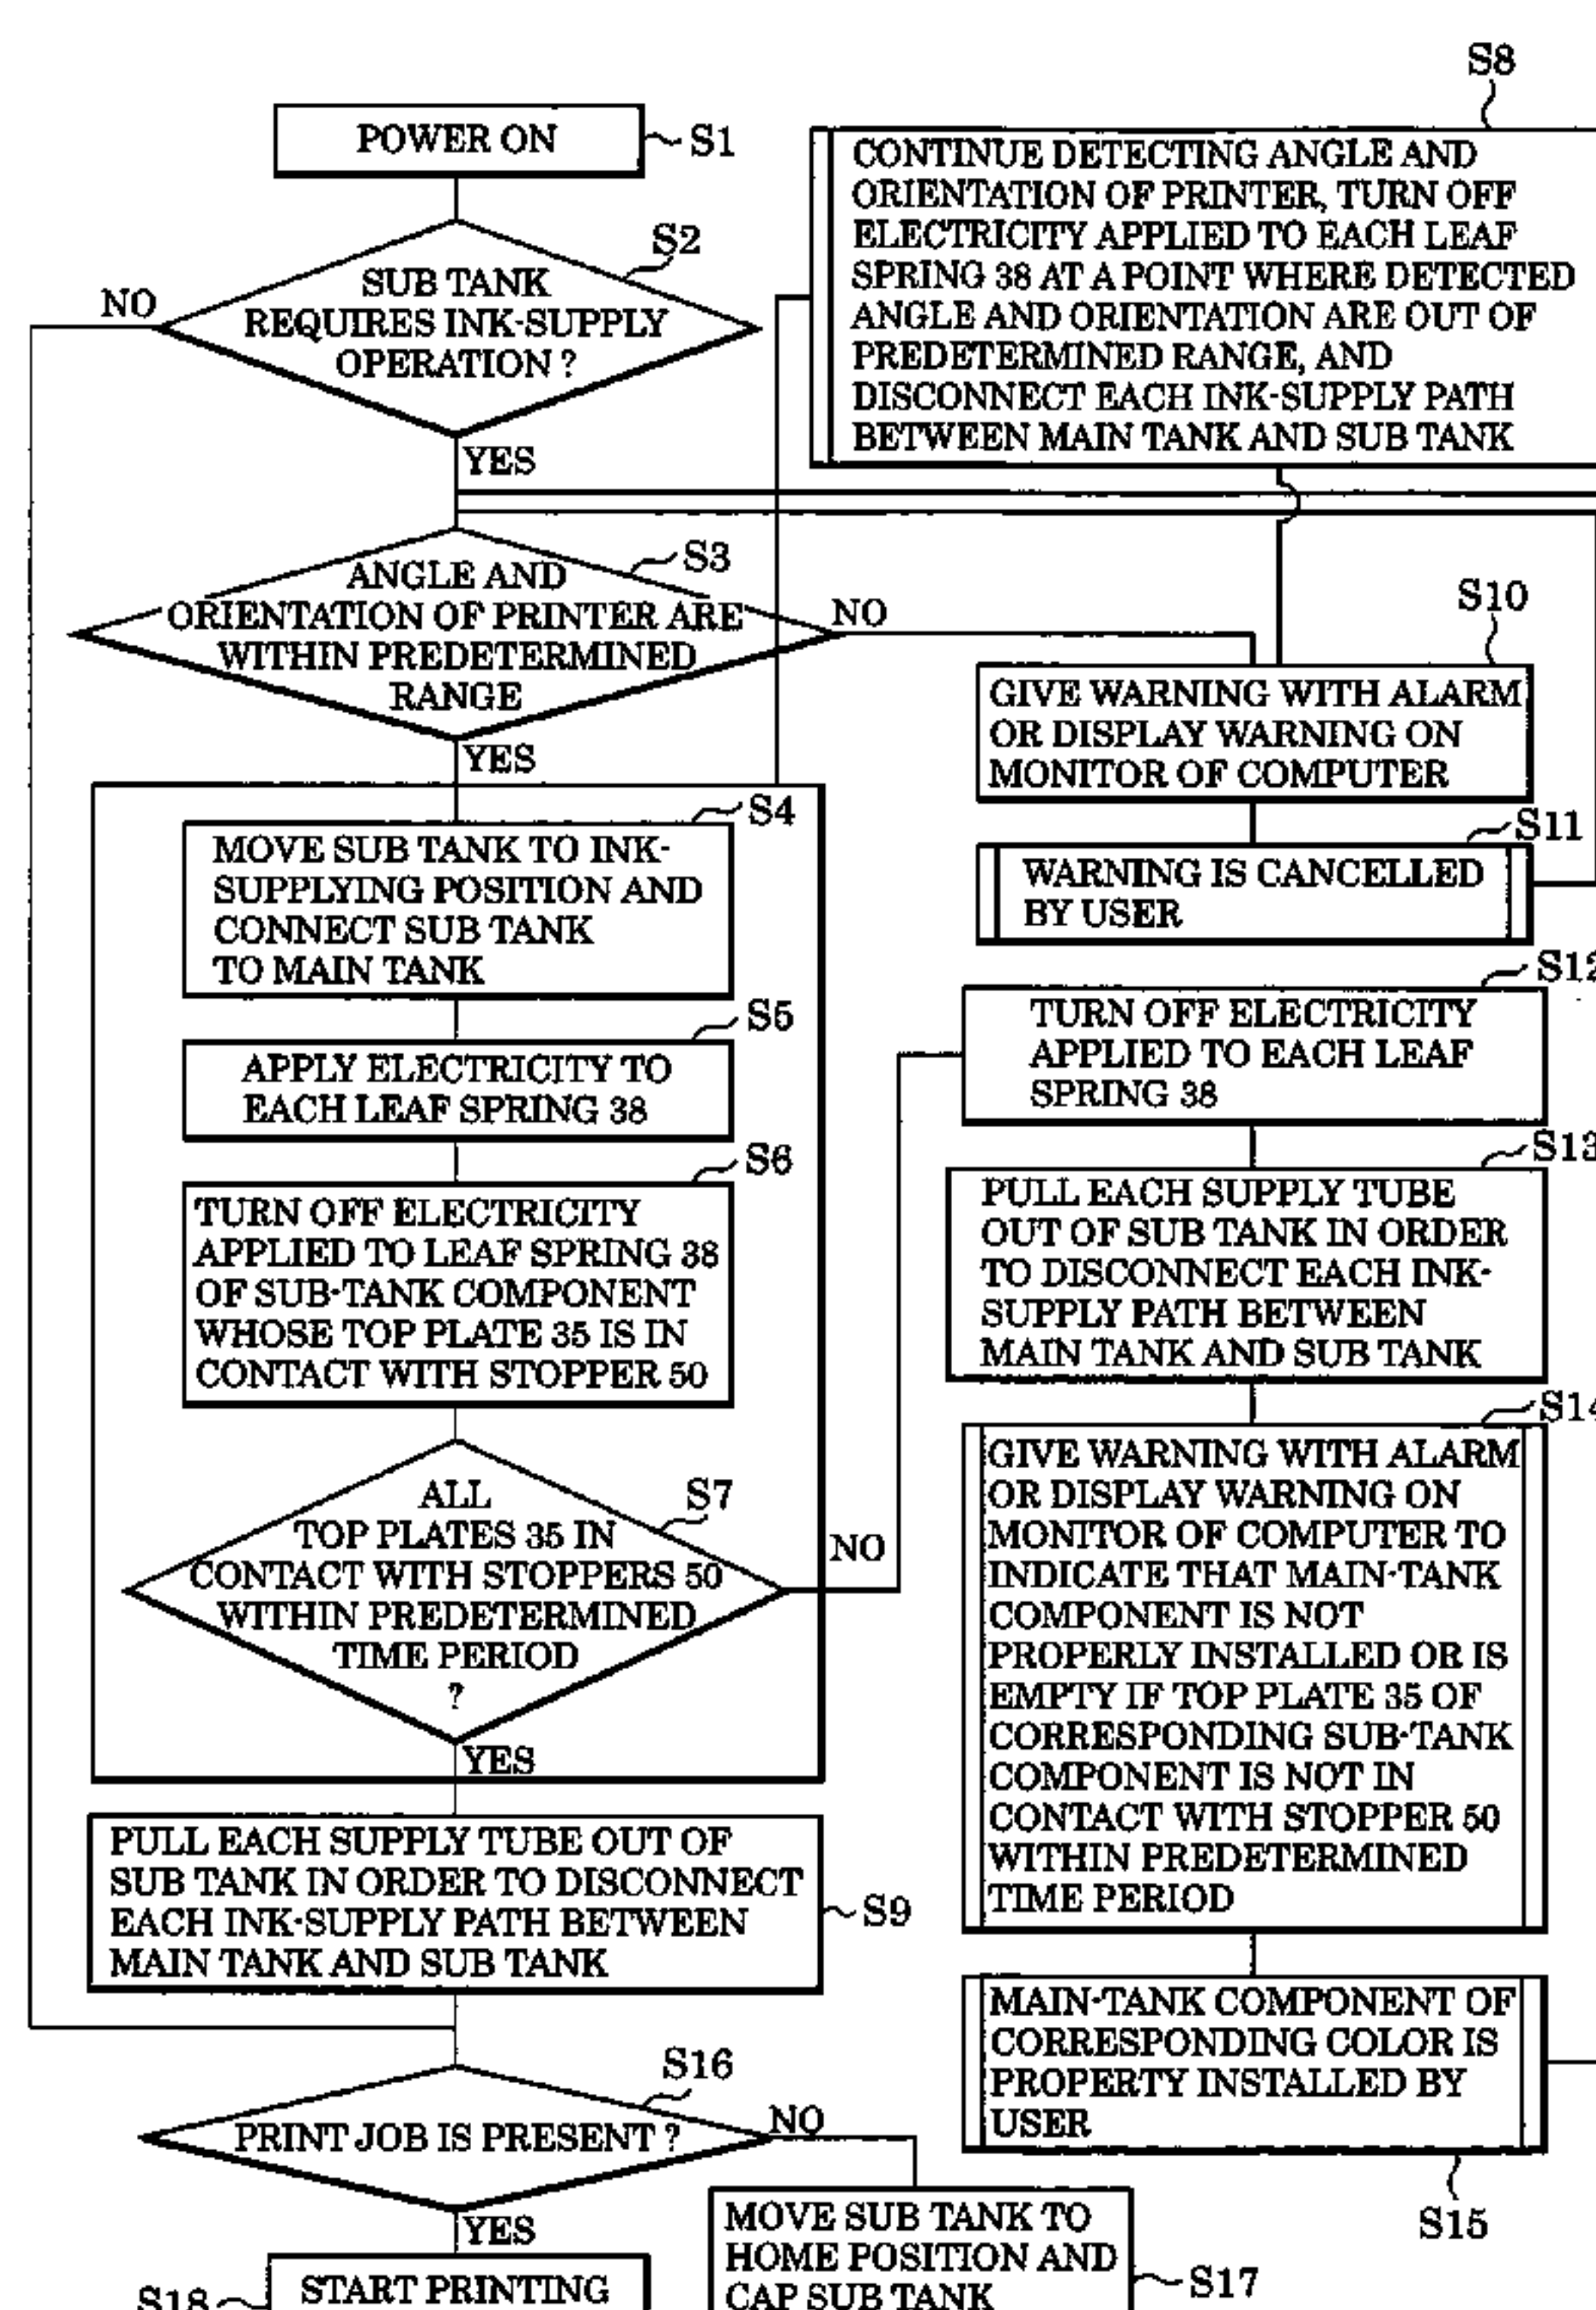 POWER ON
S1
S2
SUB TANK
REQUIRES INK-SUPPLY
OPERATION ?
NO
YES
S3
ANGLE AND
ORIENTATION OF PRINTER ARE
WITHIN PREDETERMINED
RANGE
NO
YES
S4
MOVE SUB TANK TO INK-
SUPPLYING POSITION AND
CONNECT SUB TANK
TO MAIN TANK
S5
APPLY ELECTRICITY TO
EACH LEAF SPRING 38
S6
TURN OFF ELECTRICITY
APPLIED TO LEAF SPRING 38
OF SUB-TANK COMPONENT
WHOSE TOP PLATE 35 IS IN
CONTACT WITH STOPPER 50
S7
ALL
TOP PLATES 35 IN
CONTACT WITH STOPPERS 50
WITHIN PREDETERMINED
TIME PERIOD
?
NO
YES
S8
CONTINUE DETECTING ANGLE AND
ORIENTATION OF PRINTER, TURN OFF
ELECTRICITY APPLIED TO EACH LEAF
SPRING 38 AT A POINT WHERE DETECTED
ANGLE AND ORIENTATION ARE OUT OF
PREDETERMINED RANGE, AND
DISCONNECT EACH INK-SUPPLY PATH
BETWEEN MAIN TANK AND SUB TANK
PULL EACH SUPPLY TUBE OUT OF
SUB TANK IN ORDER TO DISCONNECT
EACH INK-SUPPLY PATH BETWEEN
MAIN TANK AND SUB TANK
S9
S10
GIVE WARNING WITH ALARM
OR DISPLAY WARNING ON
MONITOR OF COMPUTER
S11
WARNING IS CANCELLED
BY USER
S12
TURN OFF ELECTRICITY
APPLIED TO EACH LEAF
SPRING 38
S13
PULL EACH SUPPLY TUBE
OUT OF SUB TANK IN ORDER
TO DISCONNECT EACH INK-
SUPPLY PATH BETWEEN
MAIN TANK AND SUB TANK
S14
GIVE WARNING WITH ALARM
OR DISPLAY WARNING ON
MONITOR OF COMPUTER TO
INDICATE THAT MAIN-TANK
COMPONENT IS NOT
PROPERLY INSTALLED OR IS
EMPTY IF TOP PLATE 35 OF
CORRESPONDING SUB-TANK
COMPONENT IS NOT IN
CONTACT WITH STOPPER 50
WITHIN PREDETERMINED
TIME PERIOD
MAIN-TANK COMPONENT OF
CORRESPONDING COLOR IS
PROPERTY INSTALLED BY
USER
S15
S16
PRINT JOB IS PRESENT ?
NO
YES
MOVE SUB TANK TO
HOME POSITION AND
CAP SUB TANK
S17
S18
START PRINTING